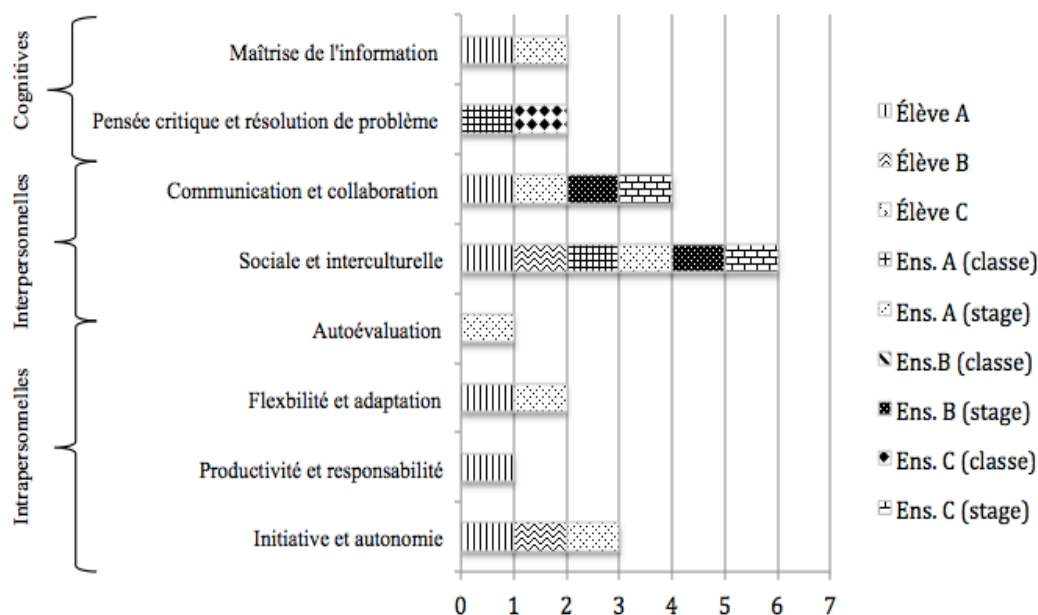 Cognitives
Maîtrise de l'information
Pensée critique et résolution de problème
Interpersonnelles
Communication et collaboration
Sociale et interculturelle
Intrapersonnelles
Autoévaluation
Flexbilité et adaptation
Productivité et responsabilité
Initiative et autonomie
0 1 2 3 4 5 6 7
Élève A
Élève B
Élève C
Ens. A (classe)
Ens. A (stage)
Ens.B (classe)
Ens. B (stage)
Ens. C (classe)
Ens. C (stage)